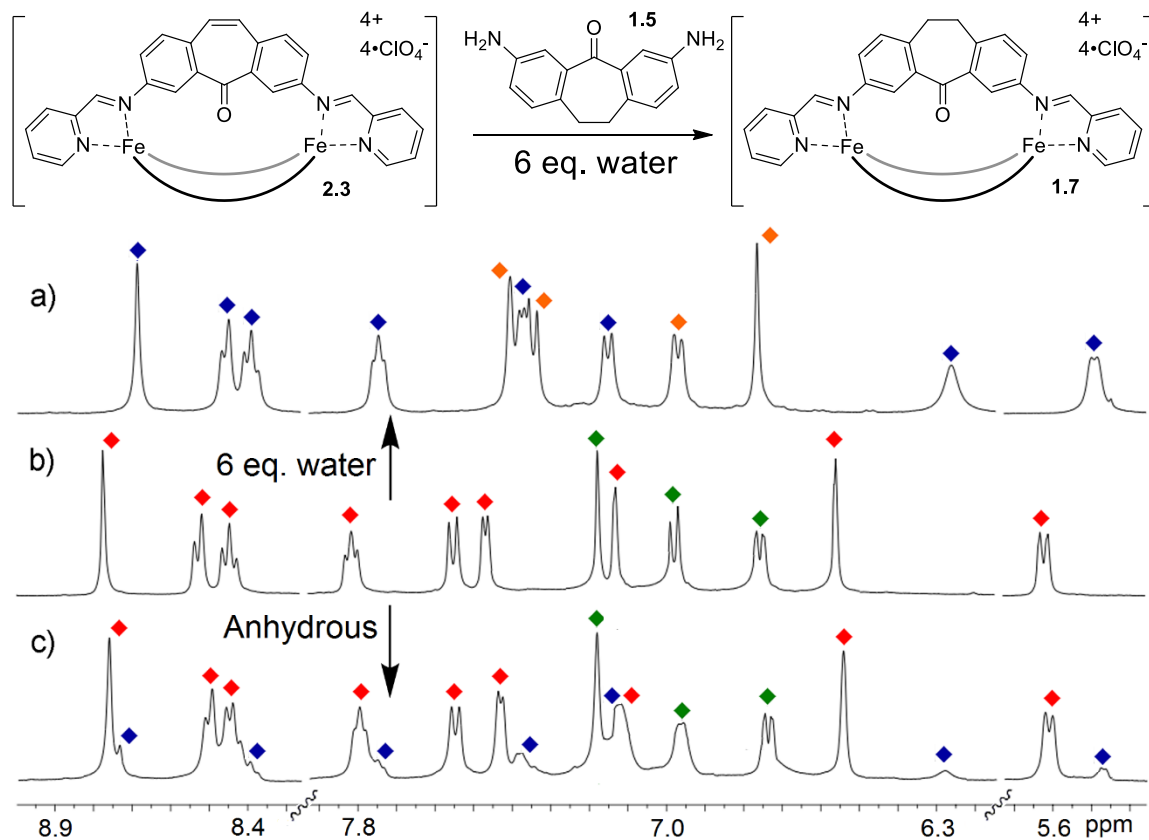 4+
4•ClO4-
O
N
N
N
N
Fe
Fe
2.3
H2N
O
1.5
NH2
6 eq. water
4+
4•ClO4-
O
N
N
N
N
Fe
Fe
1.7
a)
b)
6 eq. water
c)
Anhydrous
8.9
8.4
7.8
7.0
6.3
5.6
ppm